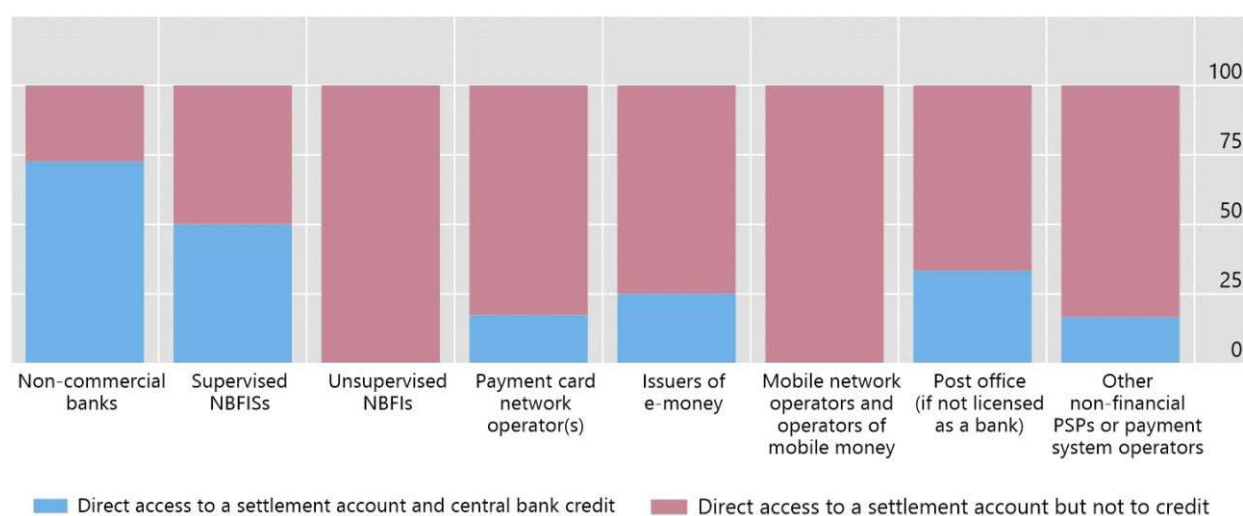 100
75
50
25
0
Non-commercial
banks
Supervised
NBFISs
Unsupervised
NBFIs
Payment card
network
operator(s)
Issuers of
e-money
Mobile network
operators and
operators of
mobile money
Post office
(if not licensed
as a bank)
Other
non-financial
PSPs or payment
system operators
Direct access to a settlement account and central bank credit
Direct access to a settlement account but not to credit